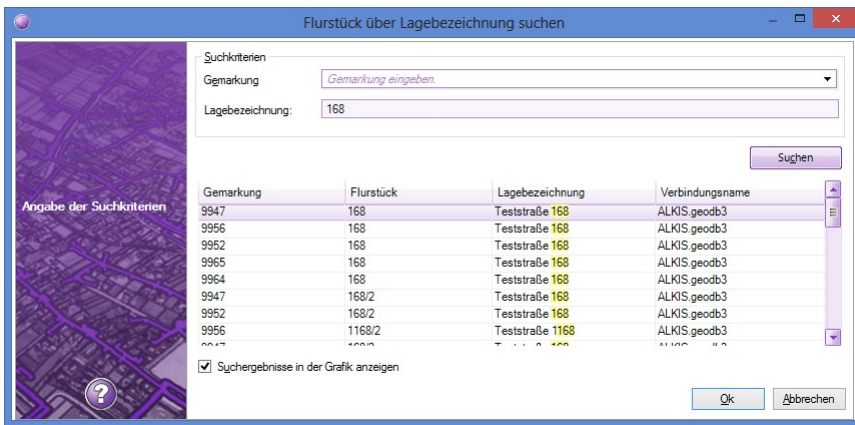 Flurstück über Lagebezeichnung suchen
Suchkriterien
Gemarkung Gemarkung eingeben.
Lagebezeichnung: 168
Suchen
Angabe der Suchkriterien
Gemarkung Flurstück Lagebezeichnung Verbindungsname
9947 168 Teststraße 168 ALKIS.geodb3
9956 168 Teststraße 168 ALKIS.geodb3
9952 168 Teststraße 168 ALKIS.geodb3
9965 168 Teststraße 168 ALKIS.geodb3
9964 168 Teststraße 168 ALKIS.geodb3
9947 168/2 Teststraße 168 ALKIS.geodb3
9952 168/2 Teststraße 168 ALKIS.geodb3
9956 1168/2 Teststraße 1168 ALKIS.geodb3
Suchergebnisse in der Grafik anzeigen
?
Ok Abbrechen